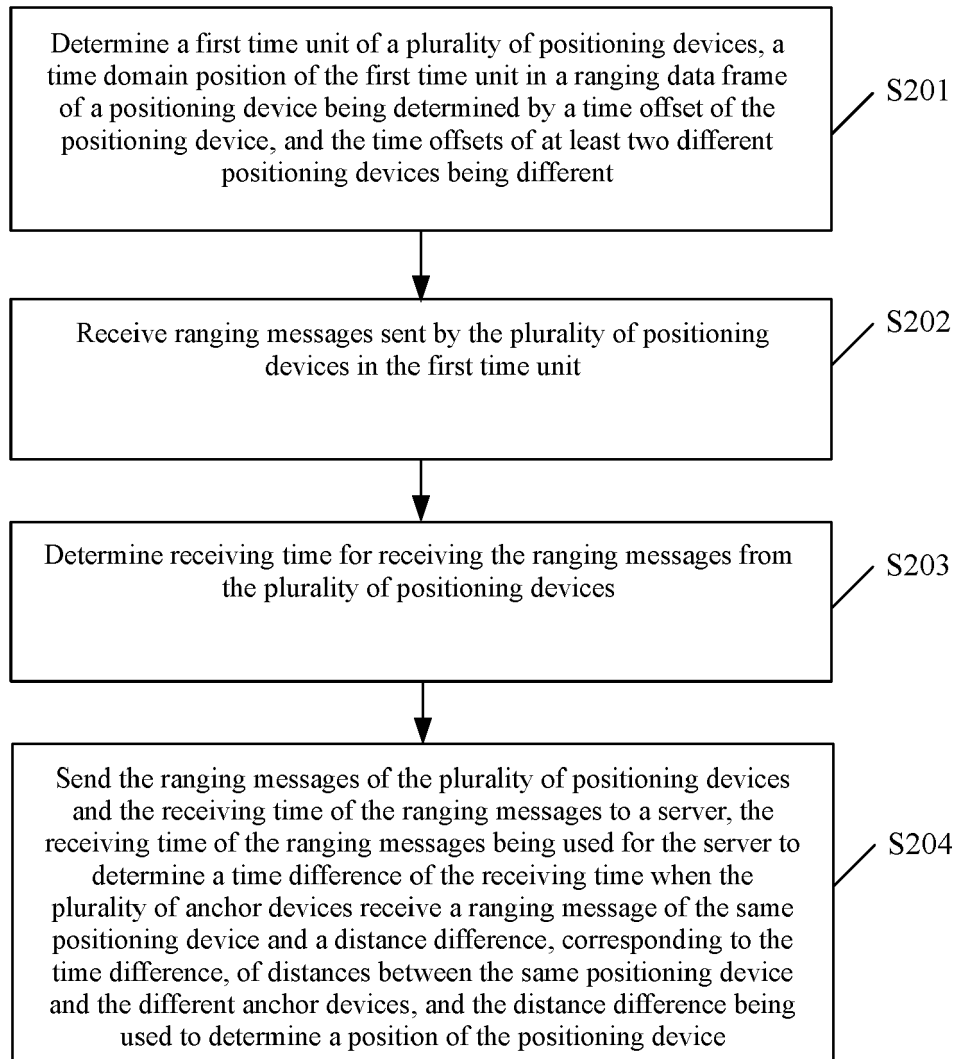 Determine a first time unit of a plurality of positioning devices, a
time domain position of the first time unit in a ranging data frame
of a positioning device being determined by a time offset of the
positioning device, and the time offsets of at least two different
positioning devices being different
S201
Receive ranging messages sent by the plurality of positioning
devices in the first time unit
S202
Determine receiving time for receiving the ranging messages from
the plurality of positioning devices
S203
Send the ranging messages of the plurality of positioning devices
and the receiving time of the ranging messages to a server, the
receiving time of the ranging messages being used for the server to
determine a time difference of the receiving time when the
plurality of anchor devices receive a ranging message of the same
positioning device and a distance difference, corresponding to the
time difference, of distances between the same positioning device
and the different anchor devices, and the distance difference being
used to determine a position of the positioning device
S204